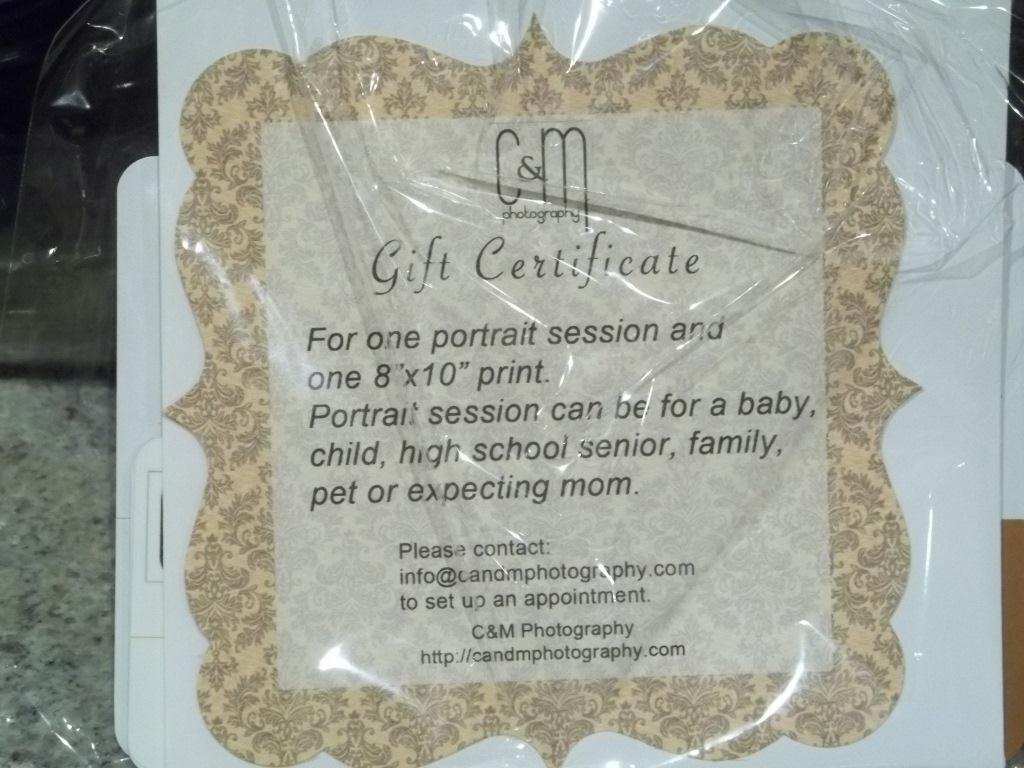 C&M
photography
Gift Certificate
For one portrait session and
one 8"x10" print.
Portrait session can be for a baby,
child, high school senior, family,
pet or expecting mom.
Please contact:
info@candmphotography.com
to set up an appointment.
C&M Photography
http://candmphotography.com